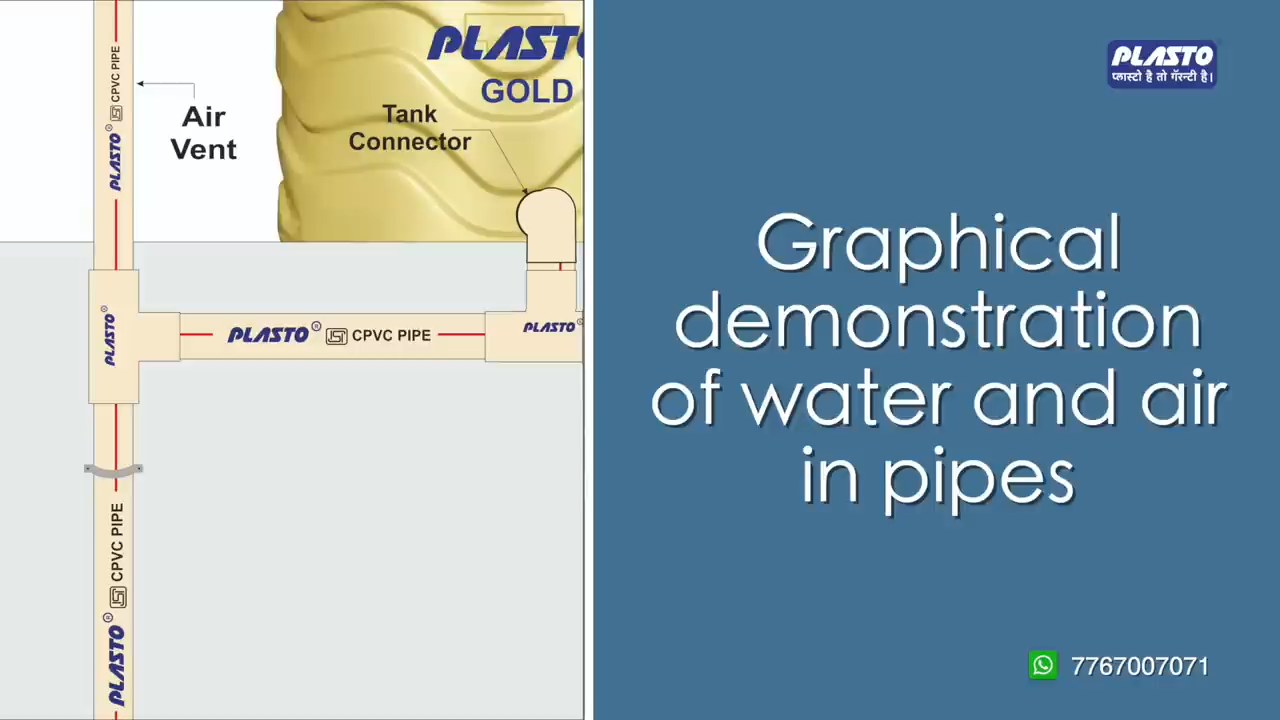 PLASTO
GOLD
Tank
Connector
Air
Vent
PLASTO® CPVC PIPE
PLASTO®
PLASTO® CPVC PIPE
PLASTO®
PLASTO® CPVC PIPE
PLASTO
प्लास्टो है तो गॅरन्टी है।
Graphical
demonstration
of water and air
in pipes
7767007071